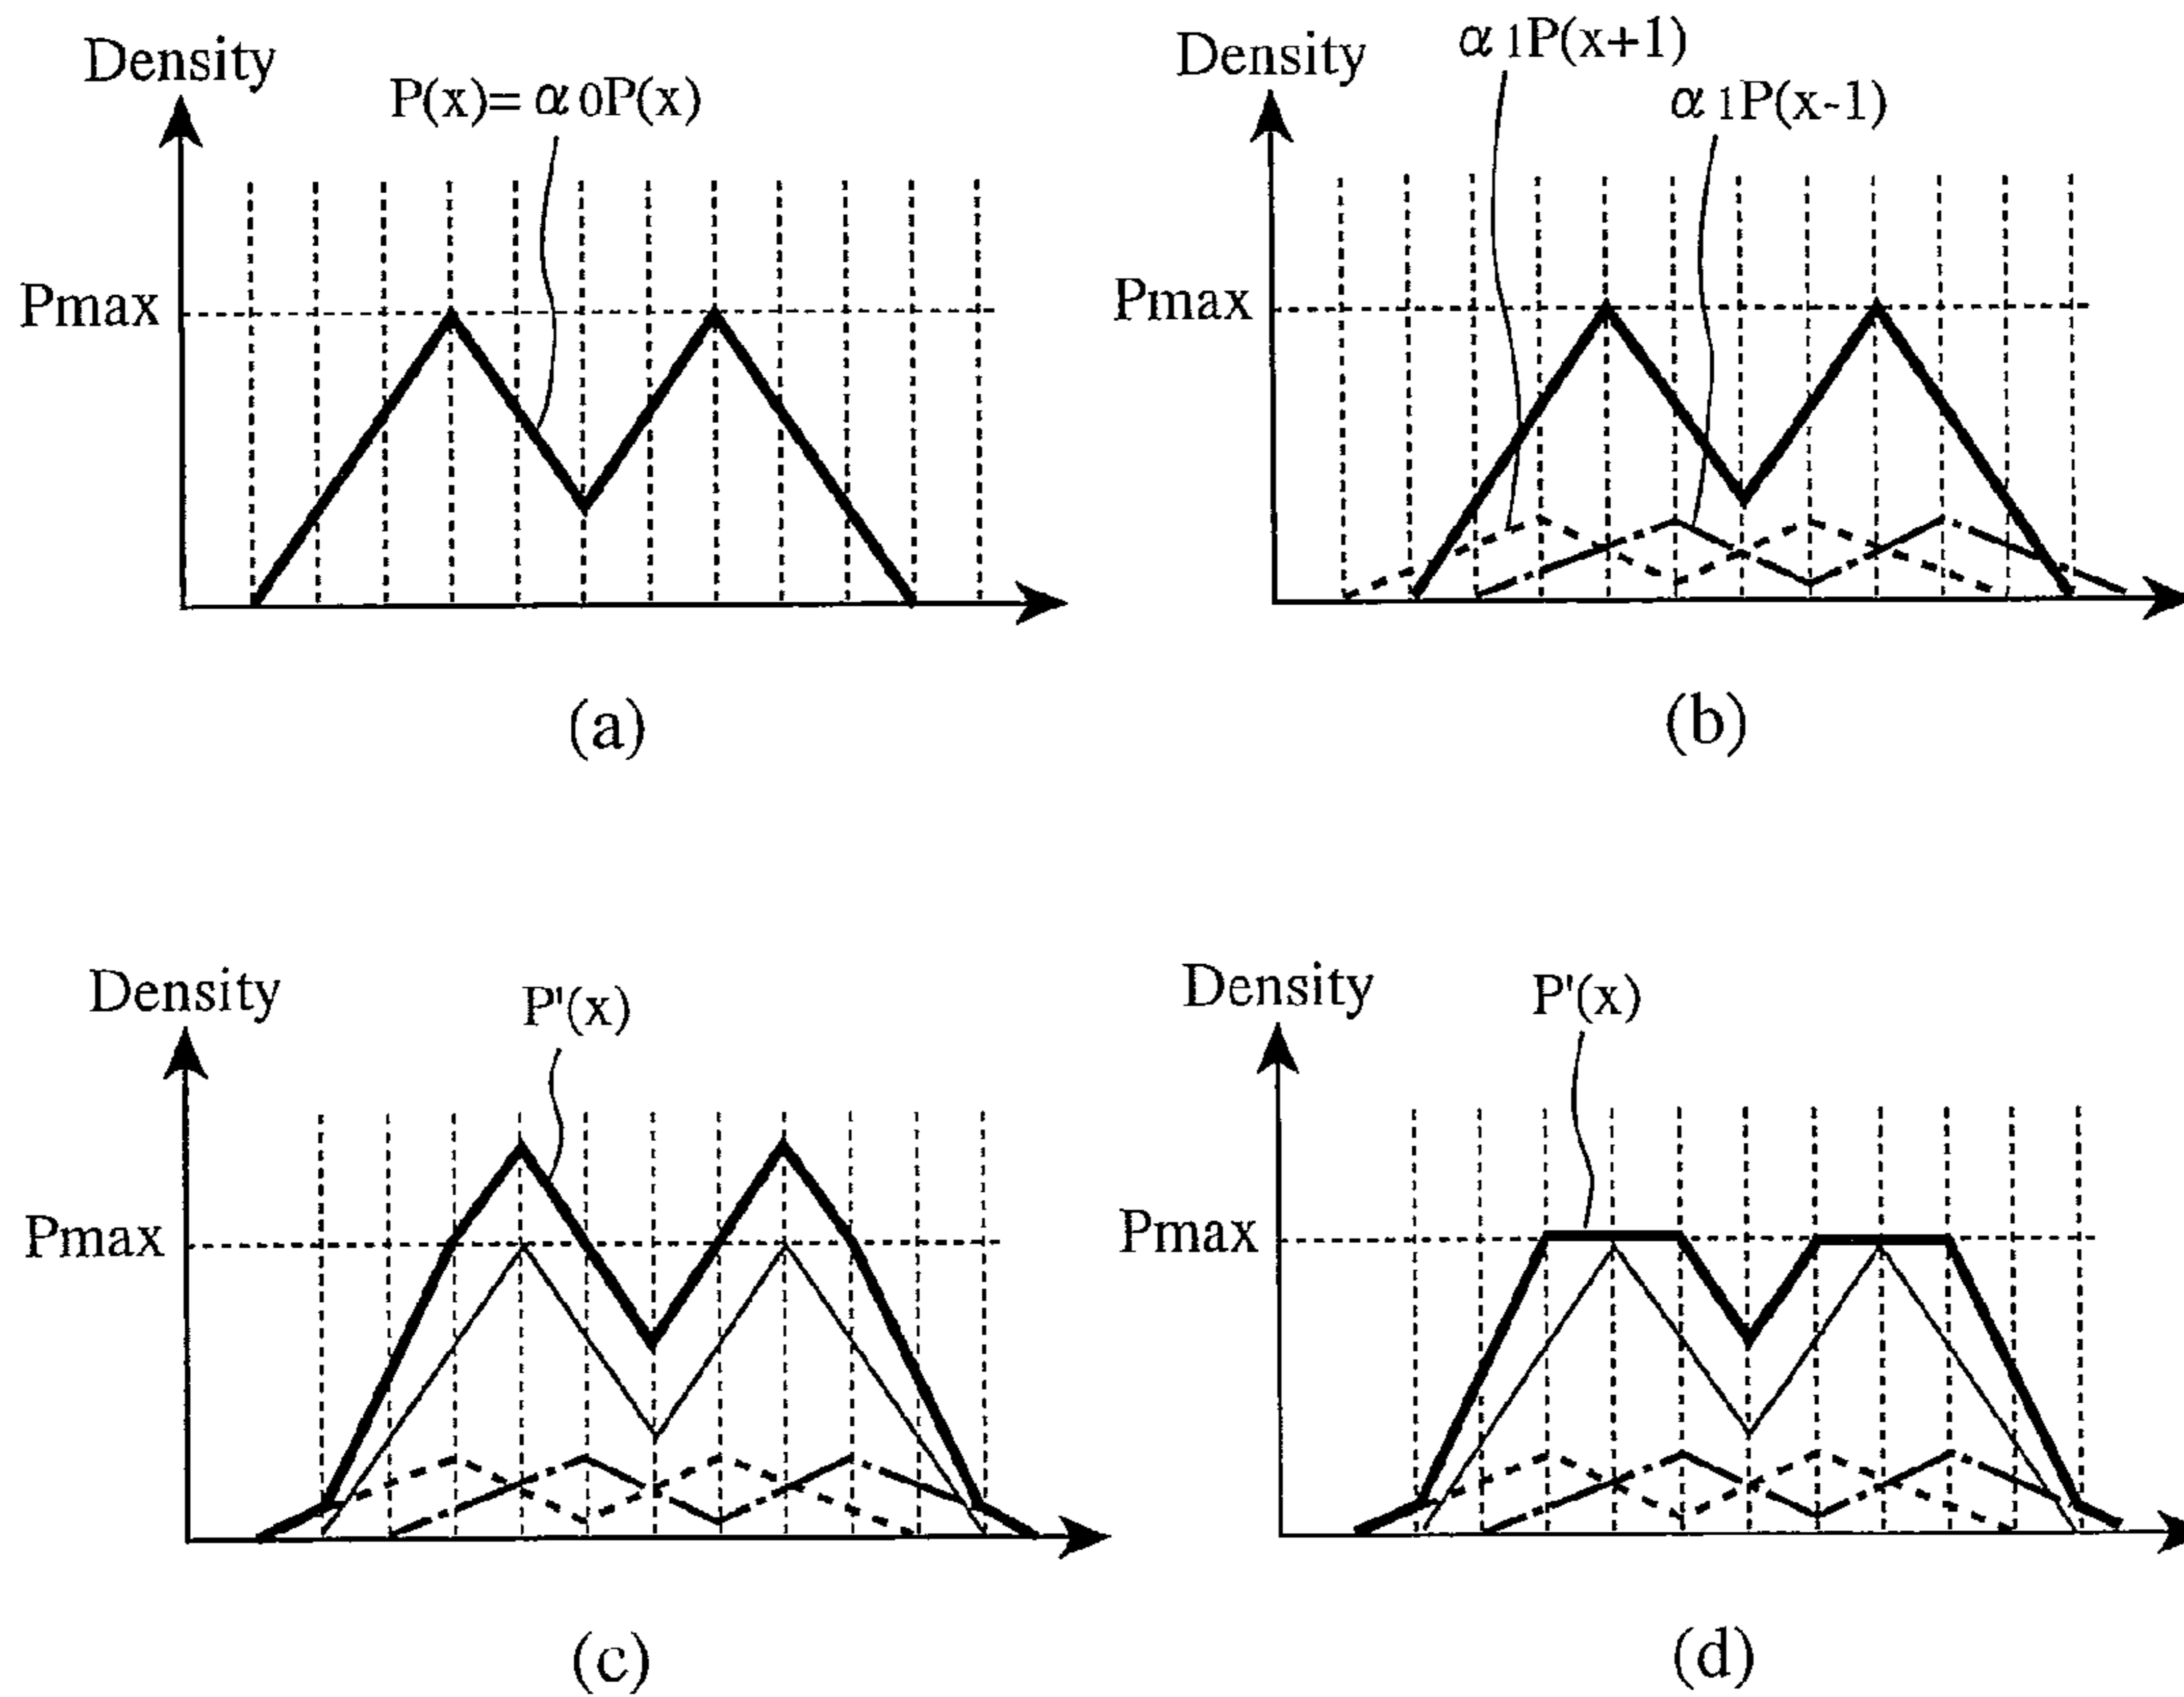 Density
P(x)= α0P(x)
Pmax
(a)
Density
α1P(x+1)
α1P(x-1)
Pmax
(b)
Density
P'(x)
Pmax
(c)
Density
P'(x)
Pmax
(d)